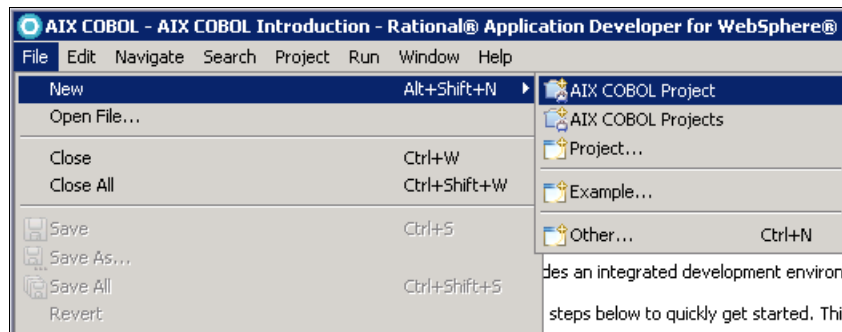 AIX COBOL - AIX COBOL Introduction - Rational® Application Developer for WebSphere®
File Edit Navigate Search Project Run Window Help
New Alt+Shift+N
Open File...
Close Ctrl+W
Close All Ctrl+Shift+W
Save Ctrl+S
Save As...
Save All Ctrl+Shift+S
Revert
AIX COBOL Project
AIX COBOL Projects
Project...
Example...
Other... Ctrl+N
des an integrated development environ
steps below to quickly get started. Thi